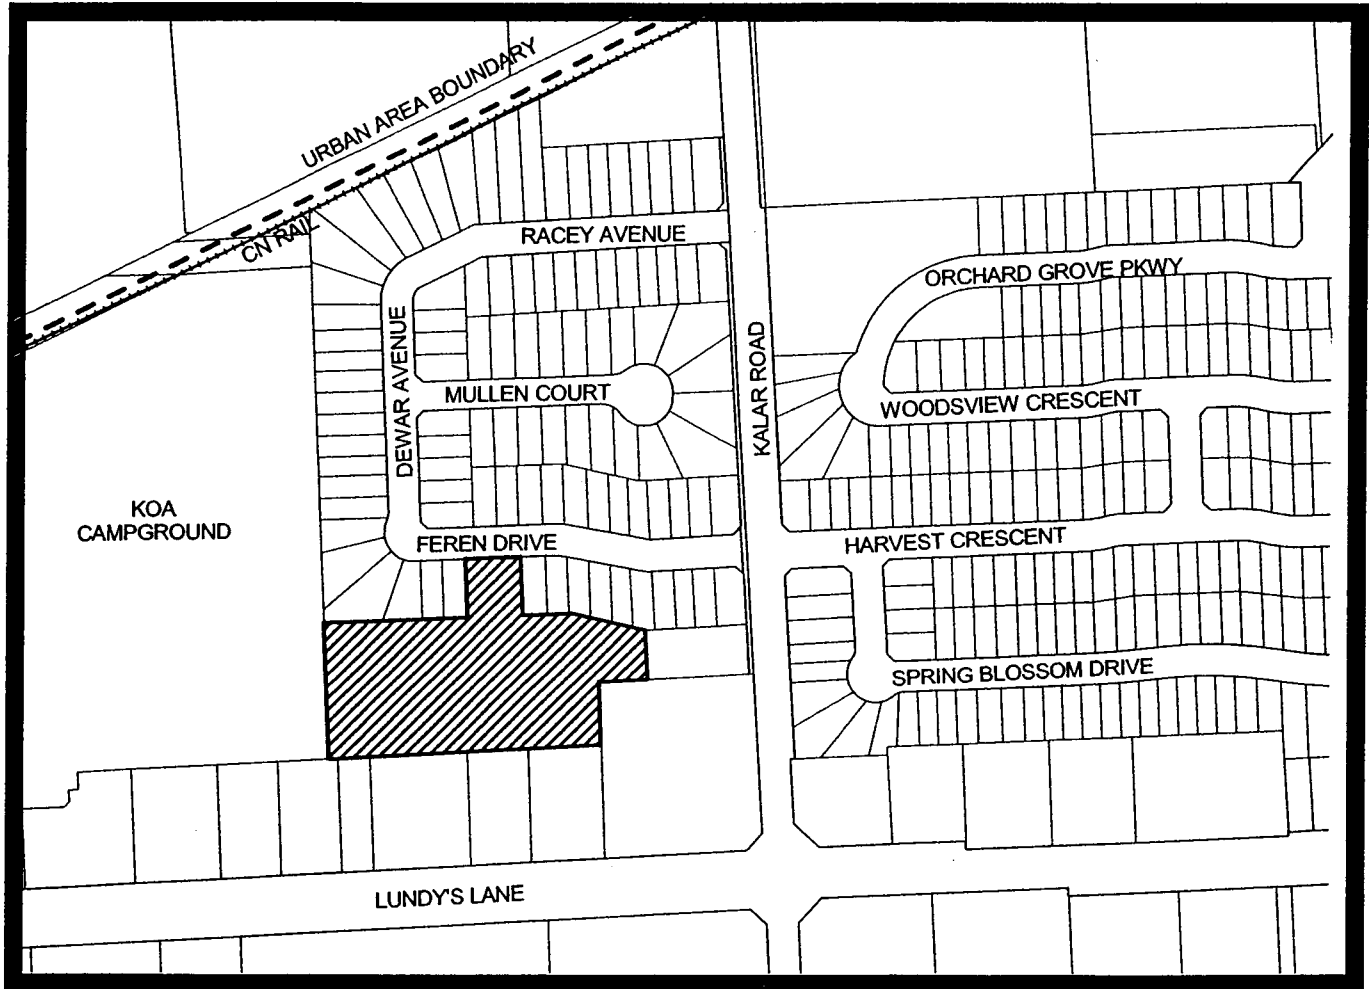 URBAN AREA BOUNDARY
CN RAIL
RACEY AVENUE
ORCHARD GROVE PKWY
DEWAR AVENUE
KALAR ROAD
MULLEN COURT
WOODSVIEW CRESCENT
KOA
CAMPGROUND
FEREN DRIVE
HARVEST CRESCENT
SPRING BLOSSOM DRIVE
LUNDY'S LANE